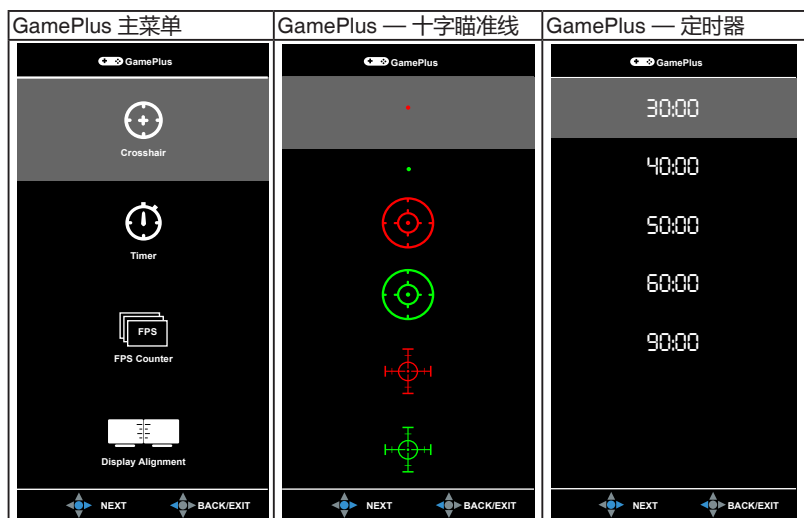 GamePlus 主菜单
GamePlus — 十字瞄准线
GamePlus — 定时器
GamePlus
Crosshair
Timer
FPS
FPS Counter
Display Alignment
NEXT BACK/EXIT
GamePlus
NEXT BACK/EXIT
GamePlus
30:00
40:00
50:00
60:00
90:00
NEXT BACK/EXIT